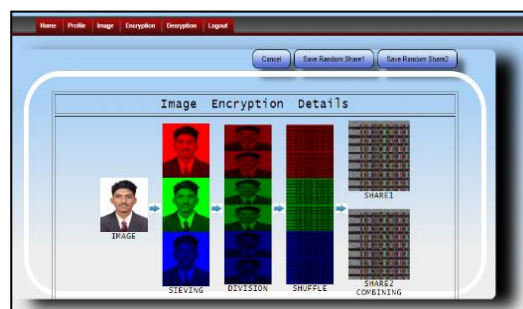 Home Profile Image Encryption Decryption Logout
Cancel Save Random Share1 Save Random Share2
Image Encryption Details
SHARE1
IMAGE
SIEVING DIVISION SHUFFLE SHARE2
COMBINING